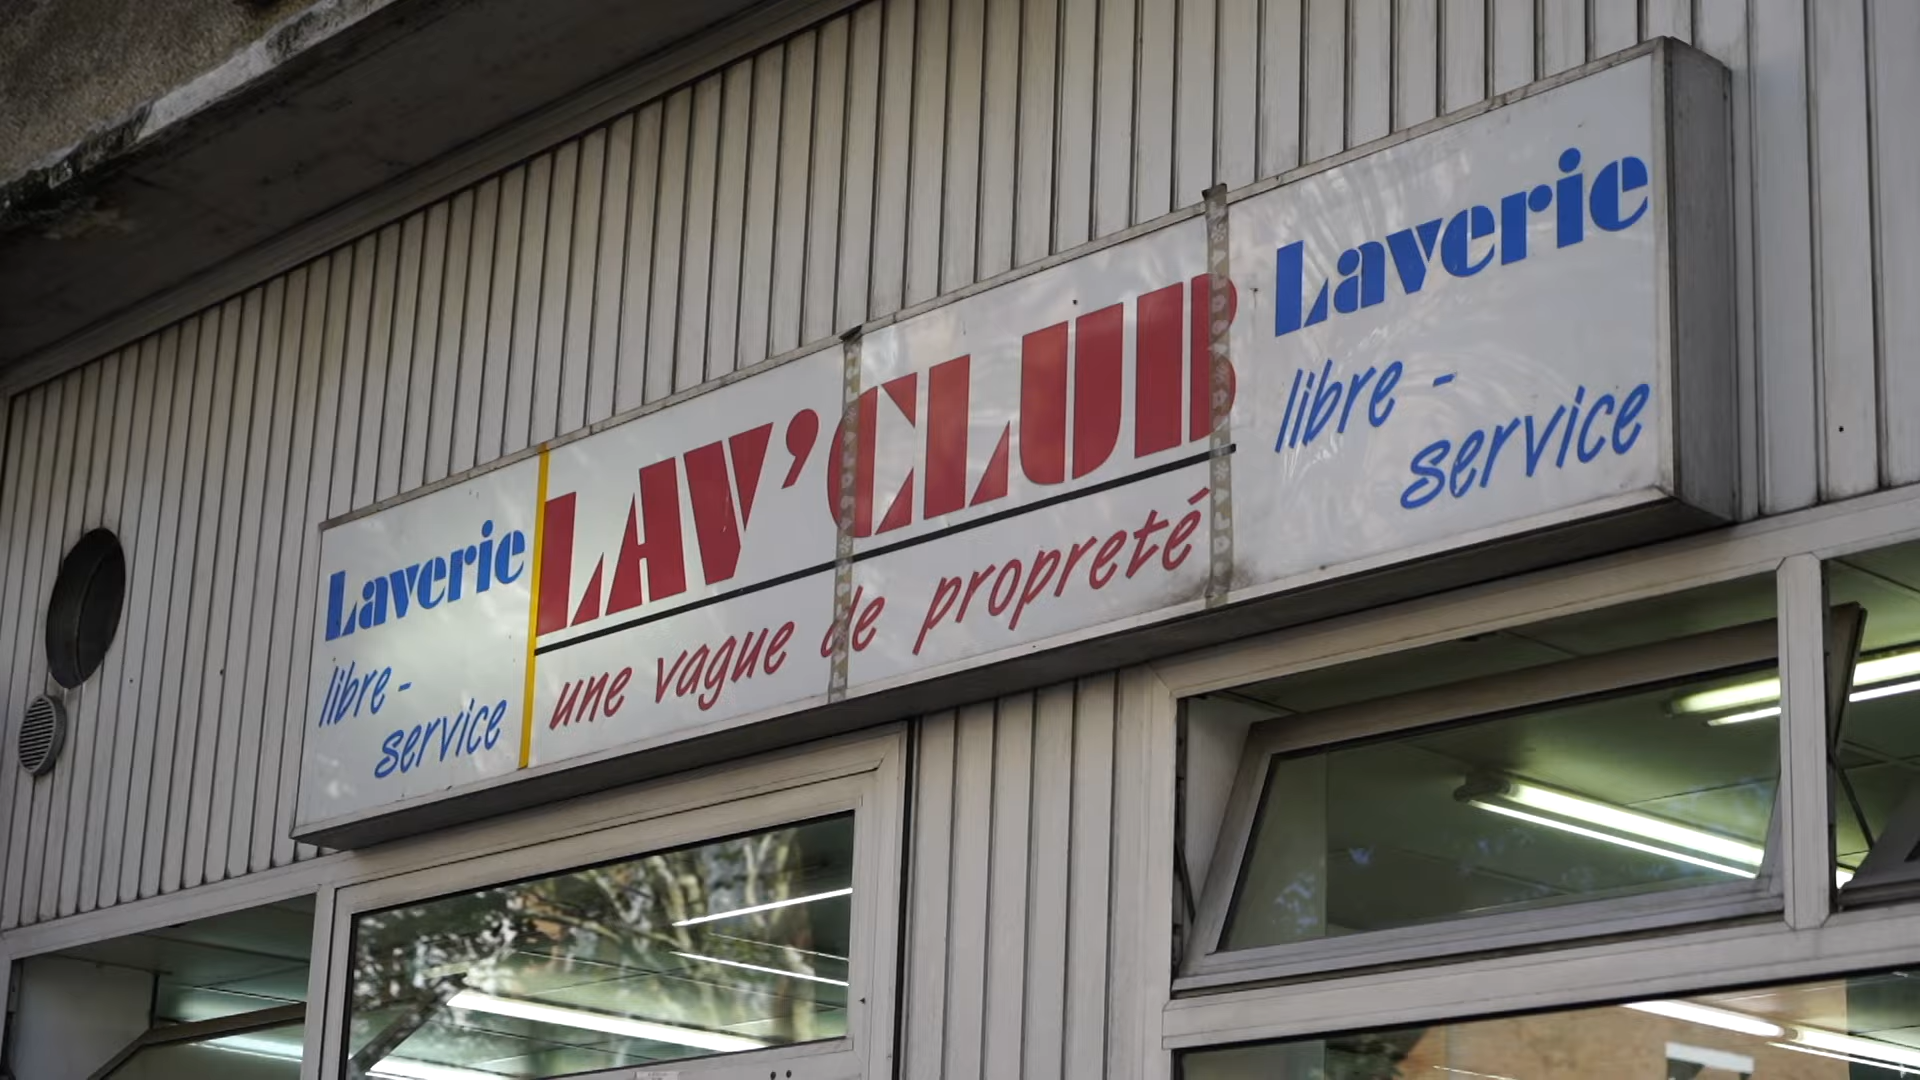 Laverie
libre -
service
LAV'CLUB
une vague de propreté
Laverie
libre -
service